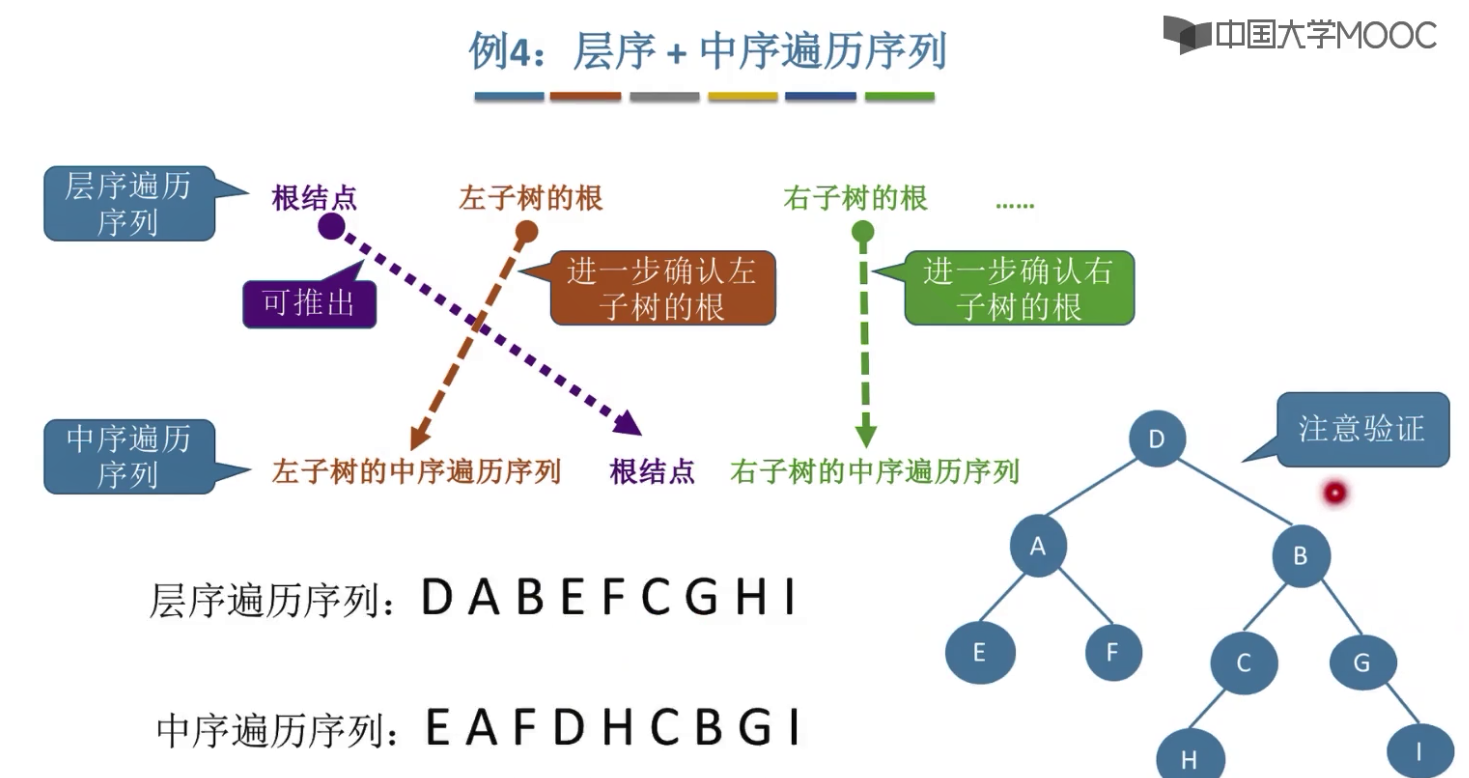 中国大学MOOC
例4：层序 + 中序遍历序列
层序遍历
序列
根结点
左子树的根
右子树的根
......
可推出
进一步确认左
子树的根
进一步确认右
子树的根
中序遍历
序列
左子树的中序遍历序列
根结点
右子树的中序遍历序列
注意验证
D
A
B
E
F
C
G
H
I
层序遍历序列：D A B E F C G H I
中序遍历序列：E A F D H C B G I